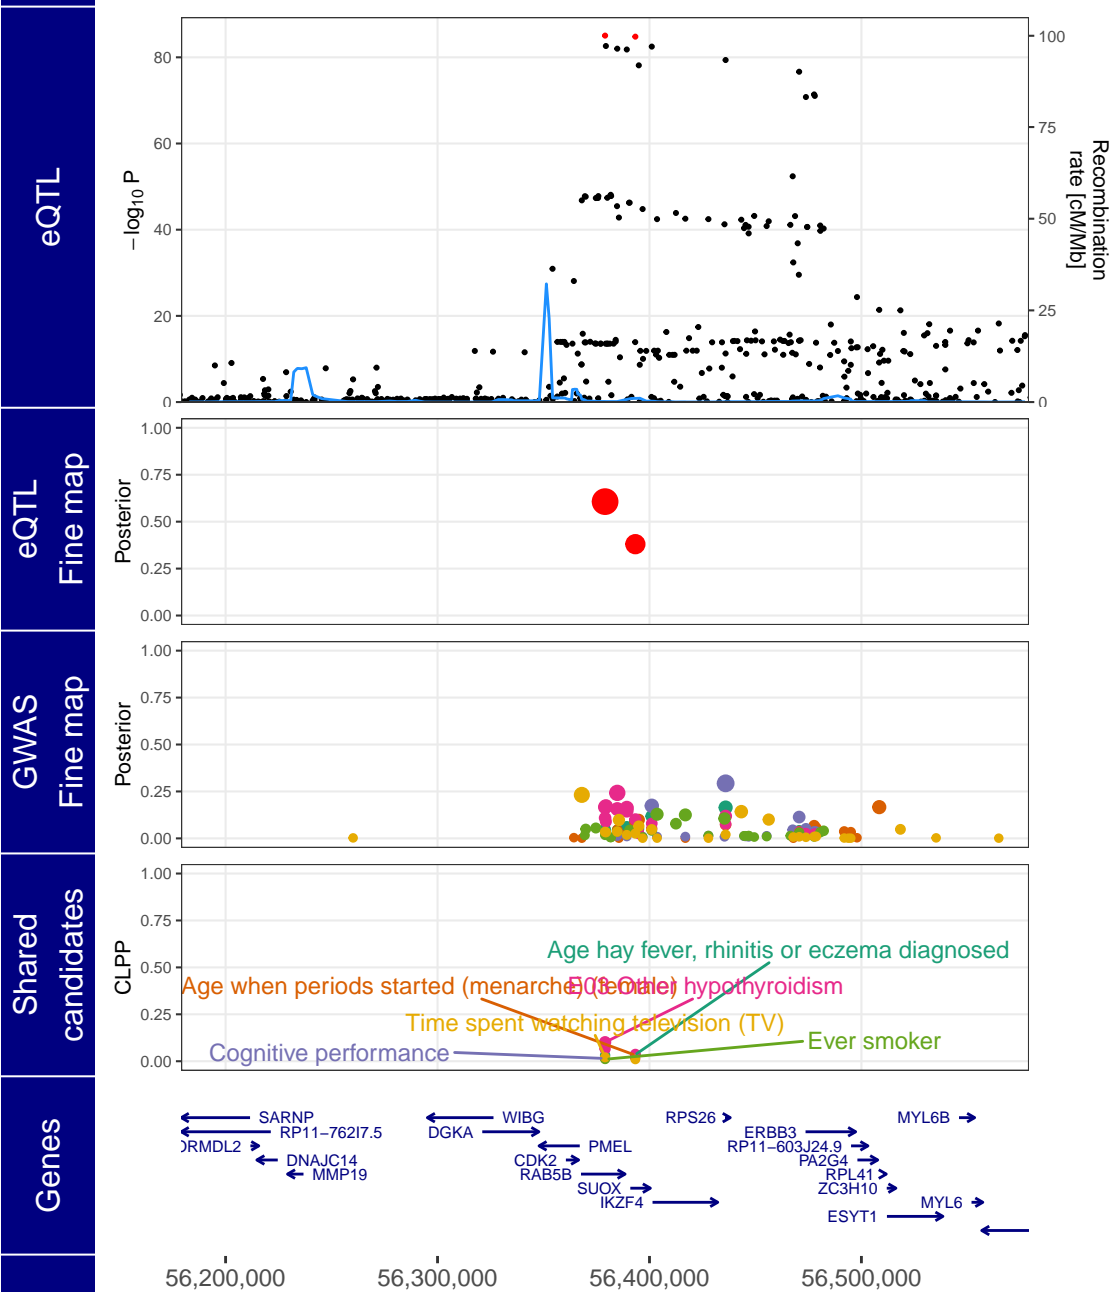 eQTL
−log10 P
80
60
40
20
0
100
75
50
25
0
Recombination
rate [cM/Mb]
eQTL
Fine map
Posterior
1.00
0.75
0.50
0.25
0.00
GWAS
Fine map
Posterior
1.00
0.75
0.50
0.25
0.00
Shared
candidates
CLPP
1.00
0.75
0.50
0.25
0.00
Age hay fever, rhinitis or eczema diagnosed
Age when periods started (menarche) (female)
E03 Other hypothyroidism
Time spent watching television (TV)
Ever smoker
Cognitive performance
Genes
SARNP
WIBG
RPS26
MYL6B
RP11−762I7.5
DGKA
ERBB3
ORMDL2
PMEL
RP11−603J24.9
DNAJC14
CDK2
PA2G4
MMP19
RAB5B
RPL41
SUOX
ZC3H10
IKZF4
MYL6
ESYT1
56,200,000
56,300,000
56,400,000
56,500,000